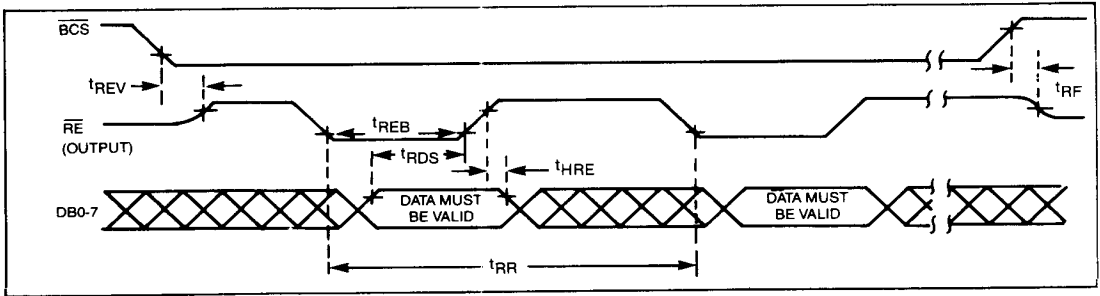 BCS
tREV
tRF
RE
(OUTPUT)
tREB
tRDS
tHRE
DB0-7
DATA MUST
BE VALID
DATA MUST
BE VALID
tRR